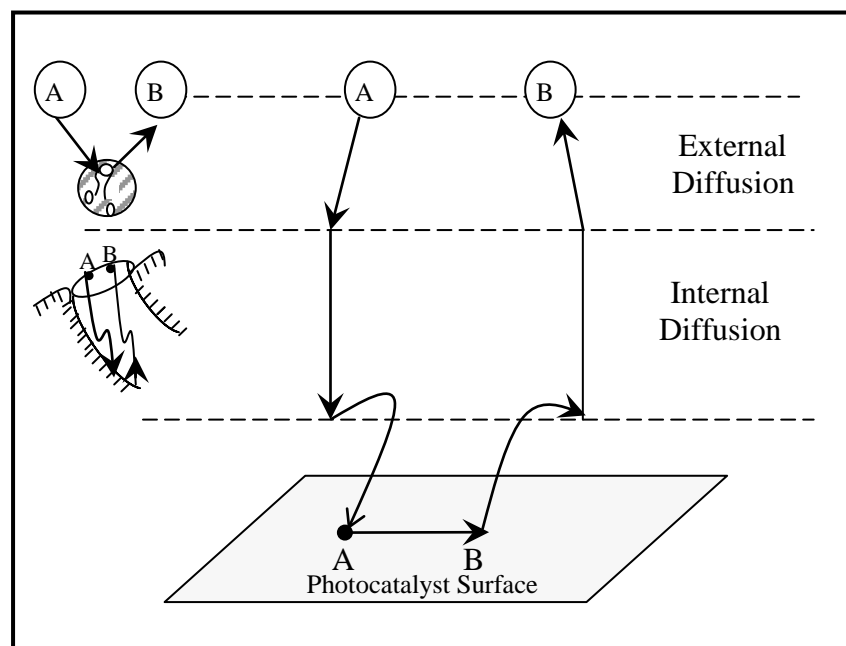 A
B
A
B
External
Diffusion
A
B
Internal
Diffusion
A
B
Photocatalyst Surface